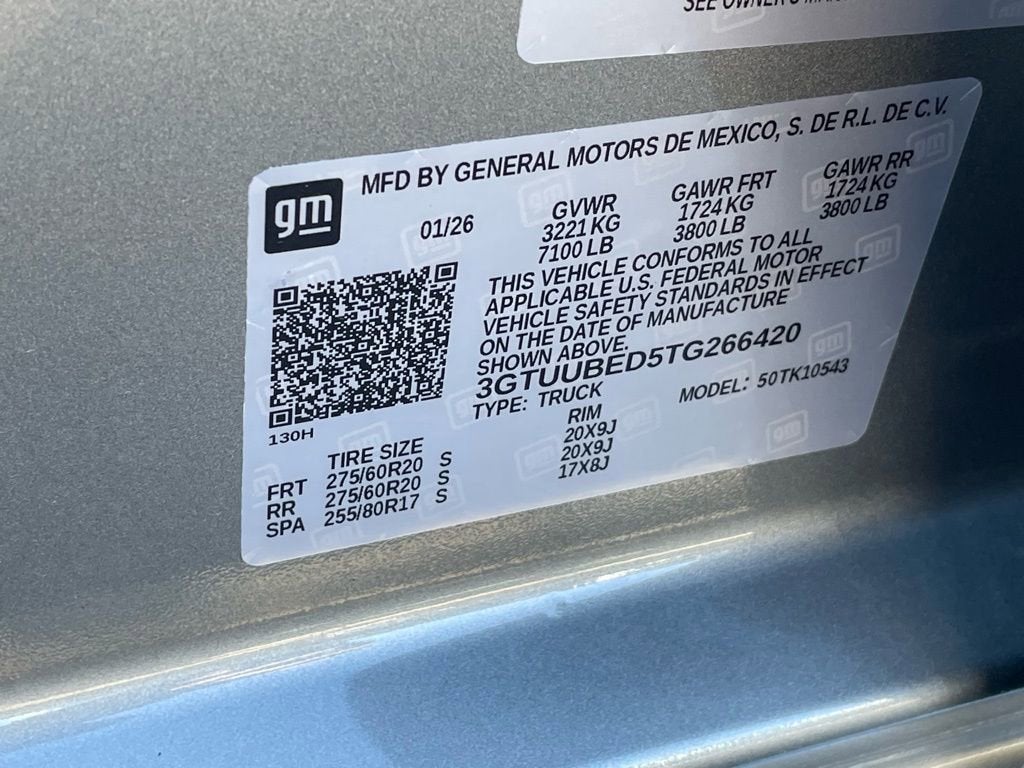 SEE OWNER'S
gm
MFD BY GENERAL MOTORS DE MEXICO, S. DE R.L. DE C.V.
01/26 GVWR GAWR FRT GAWR RR
3221 KG 1724 KG 1724 KG
7100 LB 3800 LB 3800 LB
THIS VEHICLE CONFORMS TO ALL
APPLICABLE U.S. FEDERAL MOTOR
VEHICLE SAFETY STANDARDS IN EFFECT
ON THE DATE OF MANUFACTURE
SHOWN ABOVE.
3GTUUBED5TG266420
TYPE: TRUCK MODEL: 50TK10543
130H
TIRE SIZE RIM
FRT 275/60R20 S 20X9J
RR 275/60R20 S 20X9J
SPA 255/80R17 S 17X8J